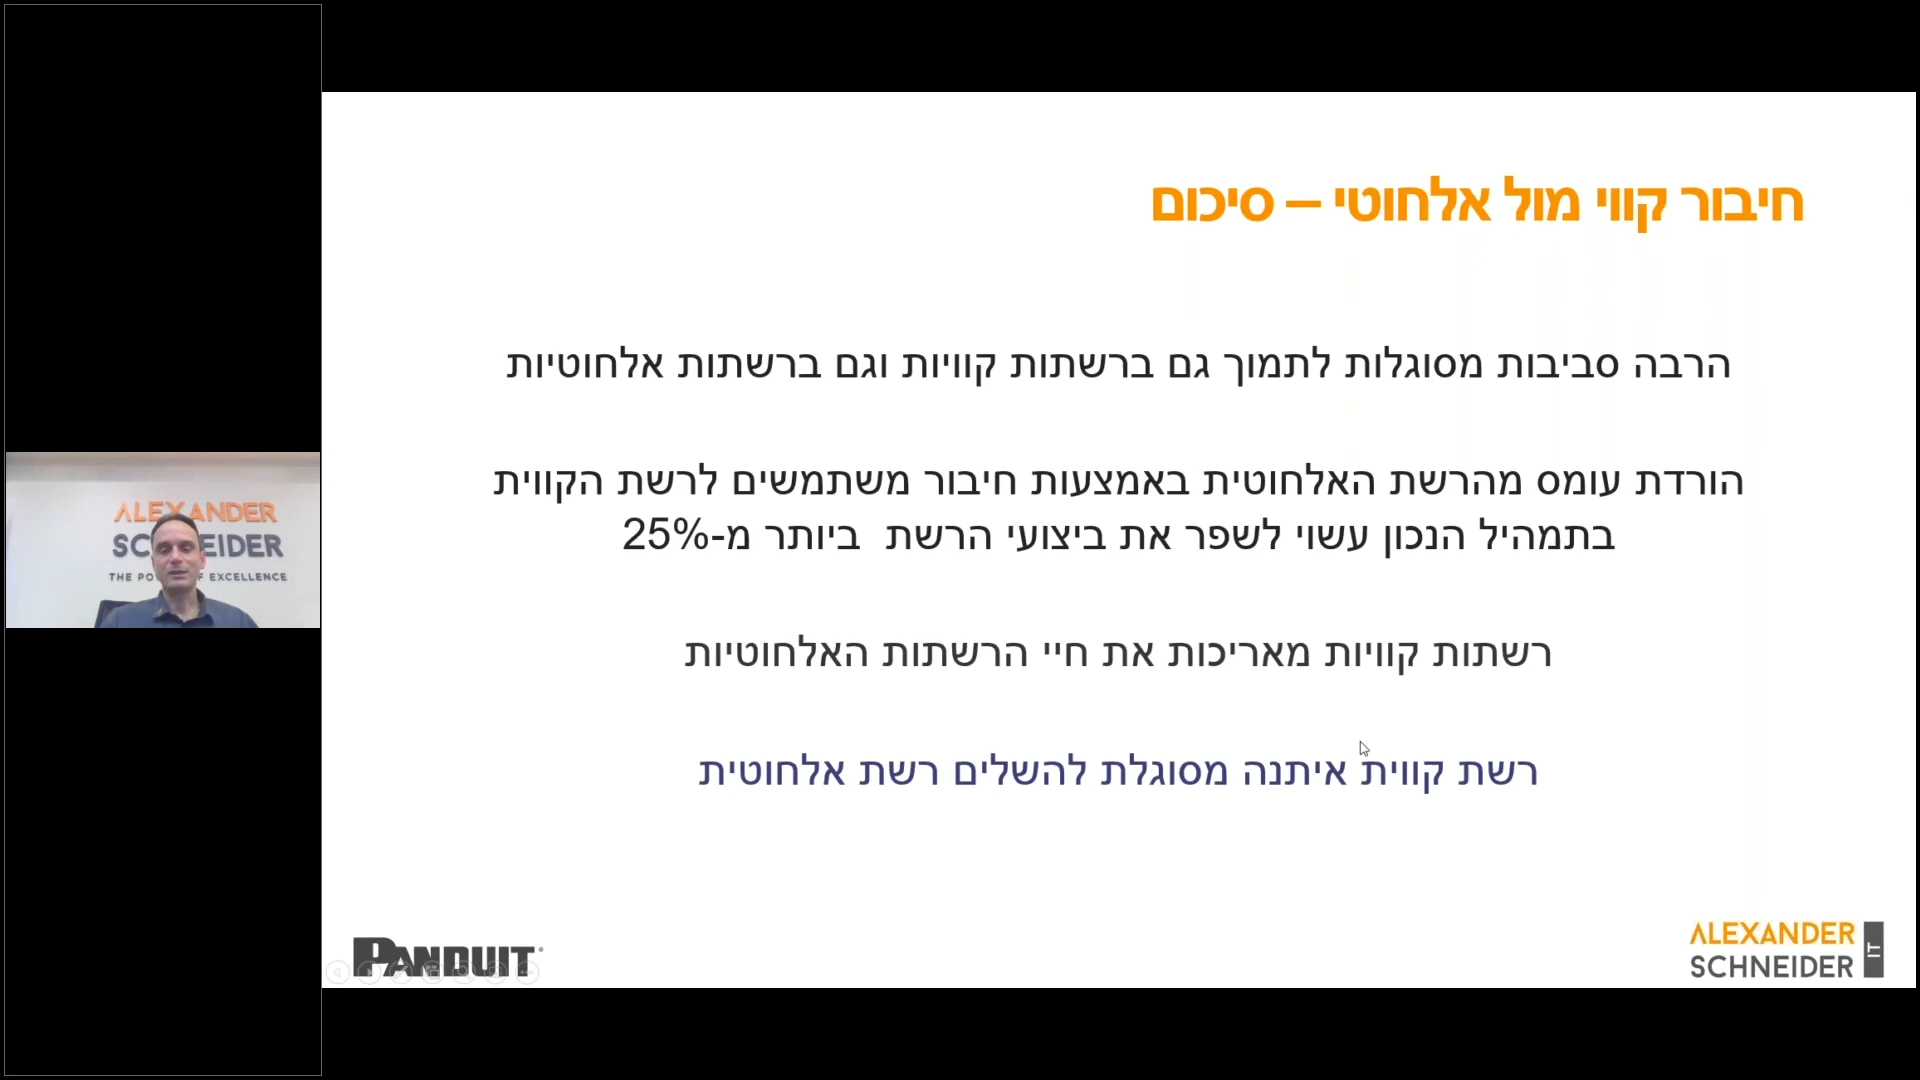 חיבור קווי מול אלחוטי – סיכום
הרבה סביבות מסוגלות לתמוך גם ברשתות קוויות וגם ברשתות אלחוטיות
הורדת עומס מהרשת האלחוטית באמצעות חיבור משתמשים לרשת הקווית
בתמהיל הנכון עשוי לשפר את ביצועי הרשת ביותר מ-25%
רשתות קוויות מאריכות את חיי הרשתות האלחוטיות
רשת קווית איתנה מסוגלת להשלים רשת אלחוטית
ALEXANDER
SCHNEIDER
THE POWER OF EXCELLENCE
PANDUIT
ALEXANDER
SCHNEIDER
IT